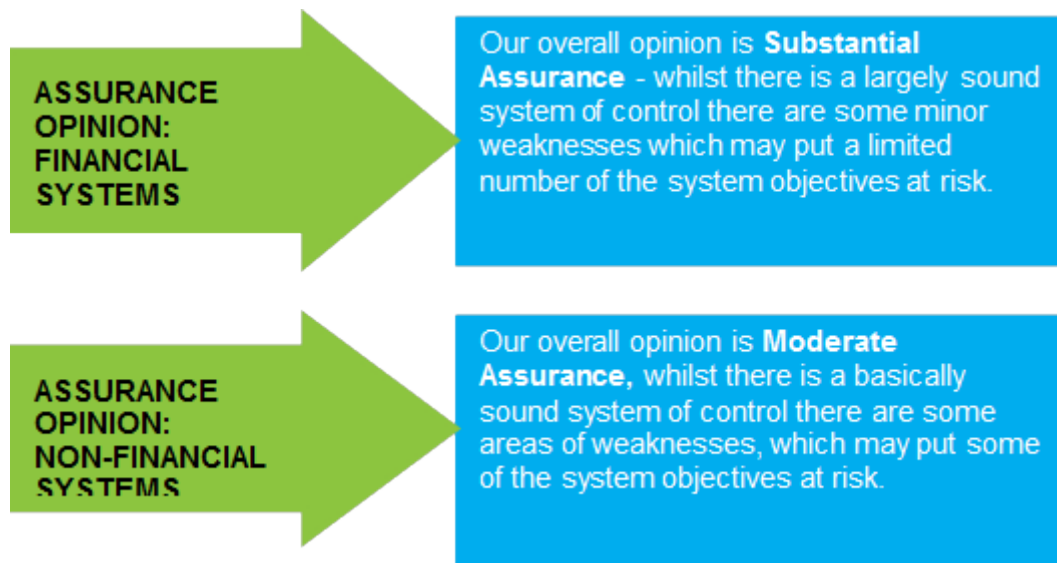 ASSURANCE
OPINION:
FINANCIAL
SYSTEMS
Our overall opinion is Substantial
Assurance - whilst there is a largely sound
system of control there are some minor
weaknesses which may put a limited
number of the system objectives at risk.
ASSURANCE
OPINION:
NON-FINANCIAL
SYSTEMS
Our overall opinion is Moderate
Assurance, whilst there is a basically
sound system of control there are some
areas of weaknesses, which may put some
of the system objectives at risk.